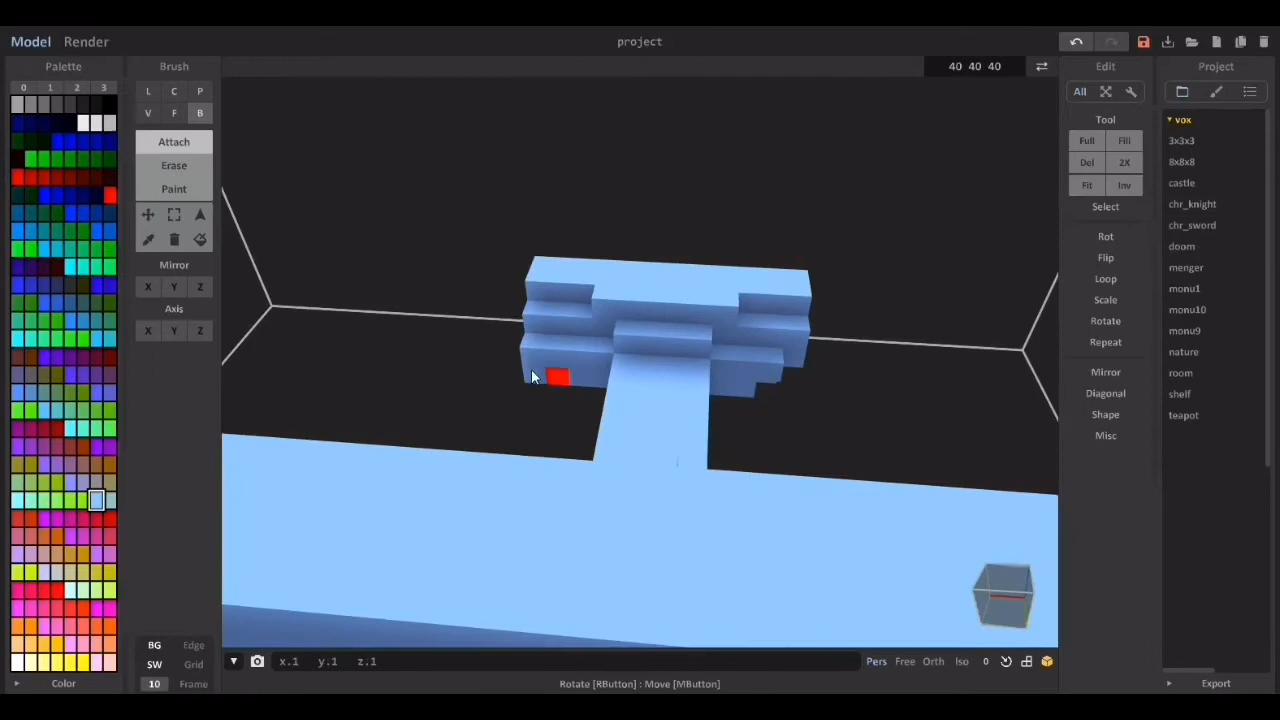 Model Render
project
Palette
0 1 2 3
Color
Brush
L C P
V F B
Attach
Erase
Paint
Mirror
X Y Z
Axis
X Y Z
BG Edge
SW Grid
10 Frame
40 40 40
x.1 y.1 z.1
Pers Free Orth Iso 0
Rotate [RButton] : Move [MButton]
Edit
All
Tool
Full Fill
Del 2X
Fit Inv
Select
Rot
Flip
Loop
Scale
Rotate
Repeat
Mirror
Diagonal
Shape
Misc
Project
vox
3x3x3
8x8x8
castle
chr_knight
chr_sword
doom
menger
monu1
monu10
monu9
nature
room
shelf
teapot
Export